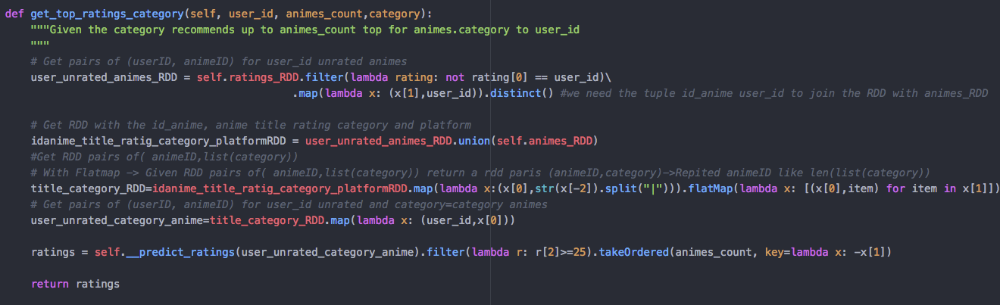 def get_top_ratings_category(self, user_id, animes_count,category):
    """Given the category recommends up to animes_count top for animes.category to user_id
    """
    # Get pairs of (userID, animeID) for user_id unrated animes
    user_unrated_animes_RDD = self.ratings_RDD.filter(lambda rating: not rating[0] == user_id)\
                                            .map(lambda x: (x[1],user_id)).distinct() #we need the tuple id_anime user_id to join the RDD with animes_RDD

    # Get RDD with the id_anime, anime title rating category and platform
    idanime_title_ratig_category_platformRDD = user_unrated_animes_RDD.union(self.animes_RDD)
    #Get RDD pairs of( animeID,list(category))
    # With Flatmap -> Given RDD pairs of( animeID,list(category)) return a rdd paris (animeID,category)->Repited animeID like len(list(category))
    title_category_RDD=idanime_title_ratig_category_platformRDD.map(lambda x:(x[0],str(x[-2]).split("|"))).flatMap(lambda x: [(x[0],item) for item in x[1]])
    # Get pairs of (userID, animeID) for user_id unrated and category=category animes
    user_unrated_category_anime=title_category_RDD.map(lambda x: (user_id,x[0]))

    ratings = self.__predict_ratings(user_unrated_category_anime).filter(lambda r: r[2]>=25).takeOrdered(animes_count, key=lambda x: -x[1])

    return ratings